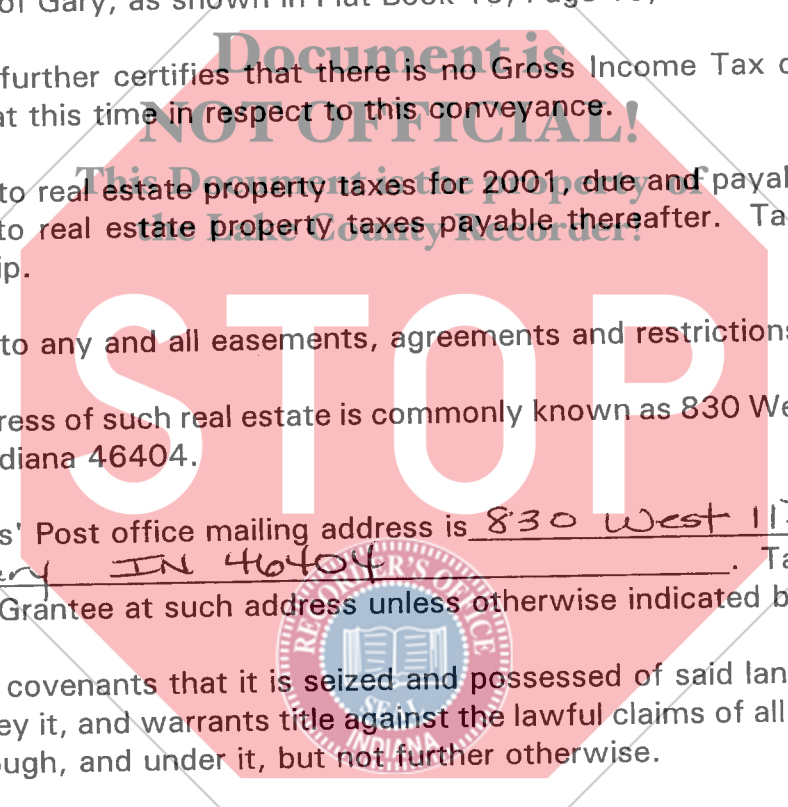 of Gary, as shown in Plat Book 15, Page
Document is
further certifies that there is no Gross Income Tax
at this time in respect to this conveyance.
NOT OFFICIAL!
This Document is the property of
to real estate property taxes for 2001, due and payal
to real estate property taxes payable thereafter. Ta
the Lake County Recorder!
ip.
STOP
to any and all easements, agreements and restrictions
ress of such real estate is commonly known as 830 We
diana 46404.
s' Post office mailing address is 830 West 11
ery IN 46404 . Ta
Grantee at such address unless otherwise indicated b
RECORDER'S OFFICE
covenants that it is seized and possessed of said lan
SEAL
ey it, and warrants title against the lawful claims of all
INDIANA
ough, and under it, but not further otherwise.